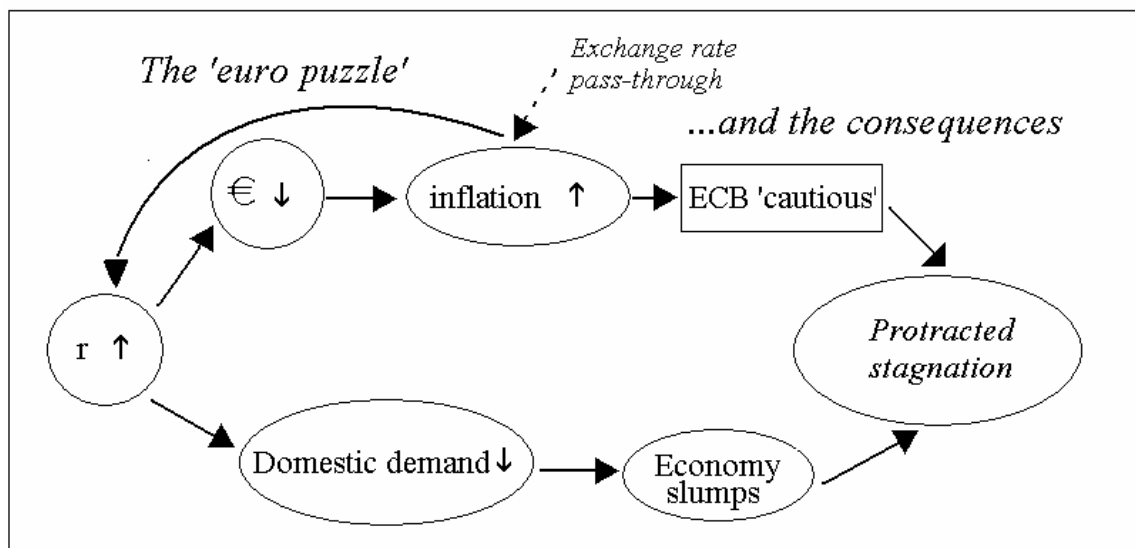 The 'euro puzzle'
Exchange rate
pass-through
...and the consequences
€ ↓
inflation ↑
ECB 'cautious'
r ↑
Protracted
stagnation
Domestic demand↓
Economy
slumps